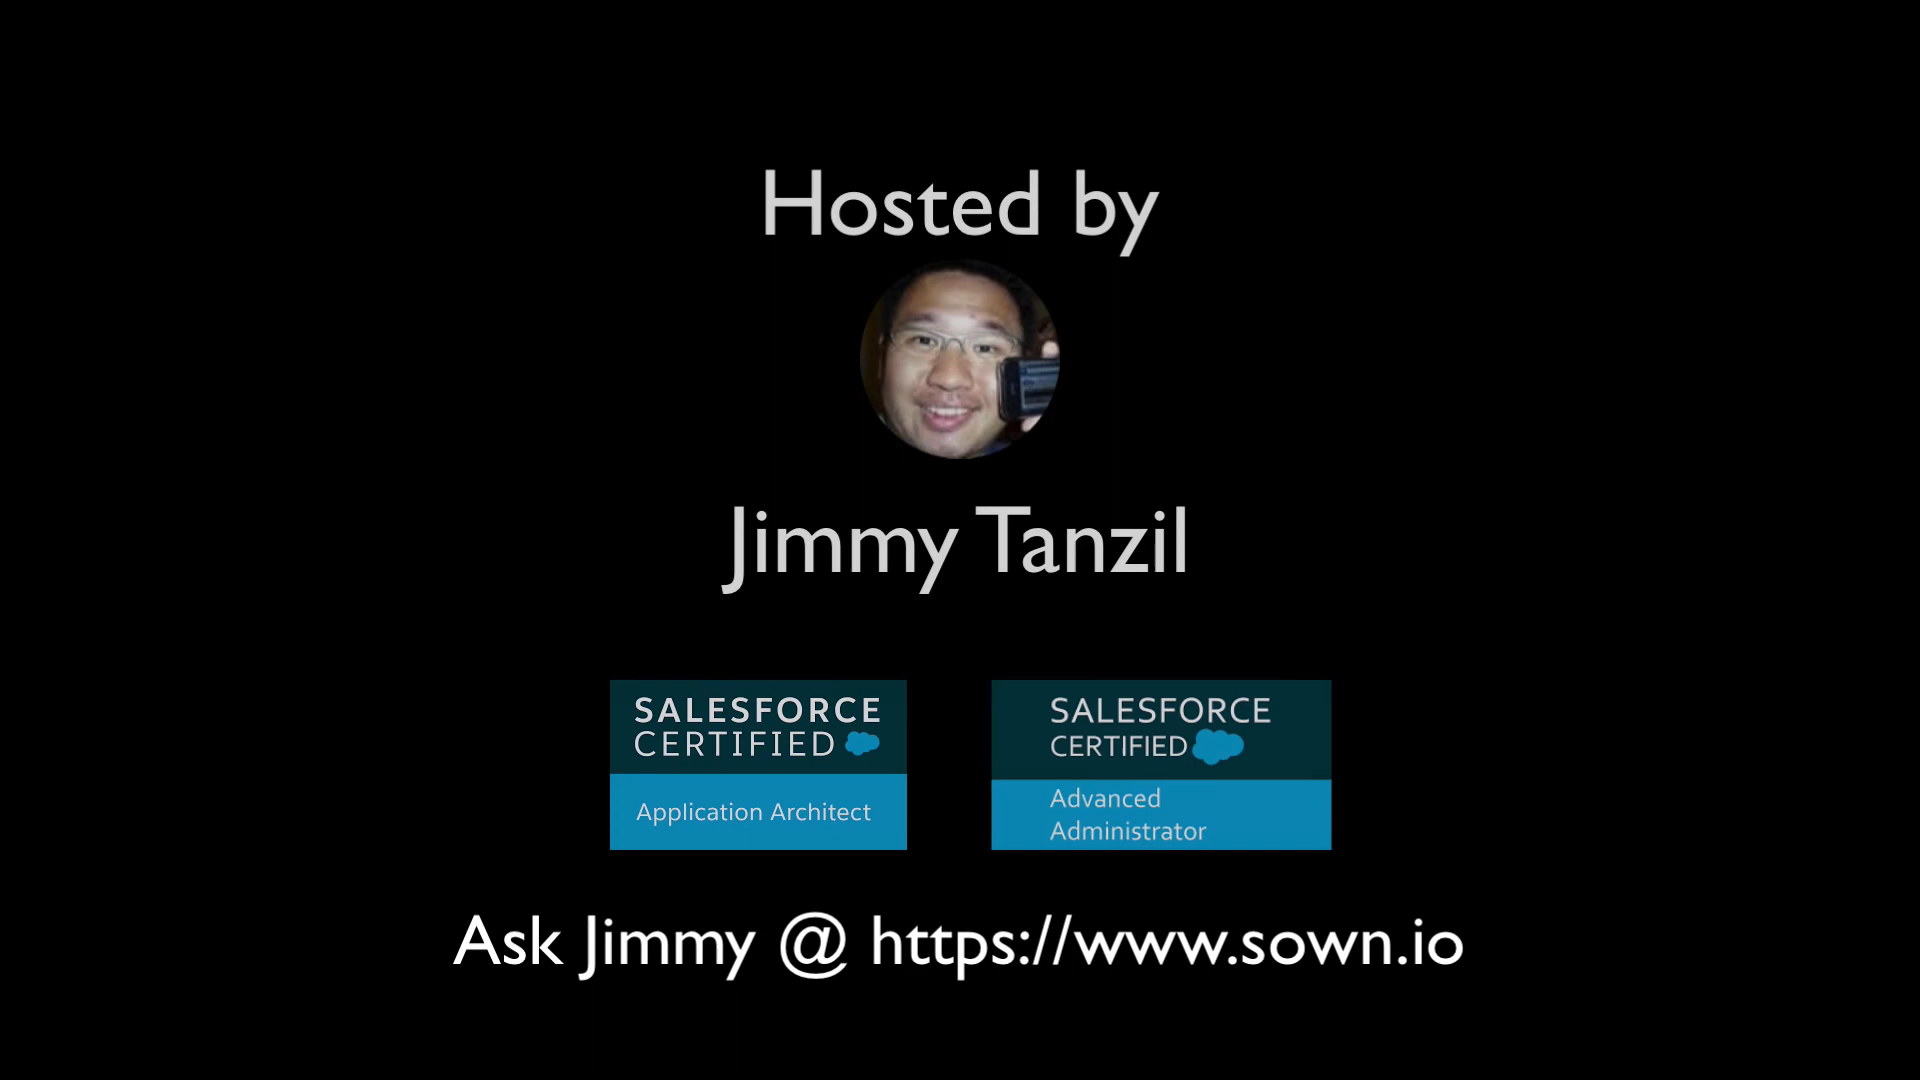 Hosted by
Jimmy Tanzil
SALESFORCE
CERTIFIED
Application Architect
SALESFORCE
CERTIFIED
Advanced
Administrator
Ask Jimmy @ https://www.sown.io